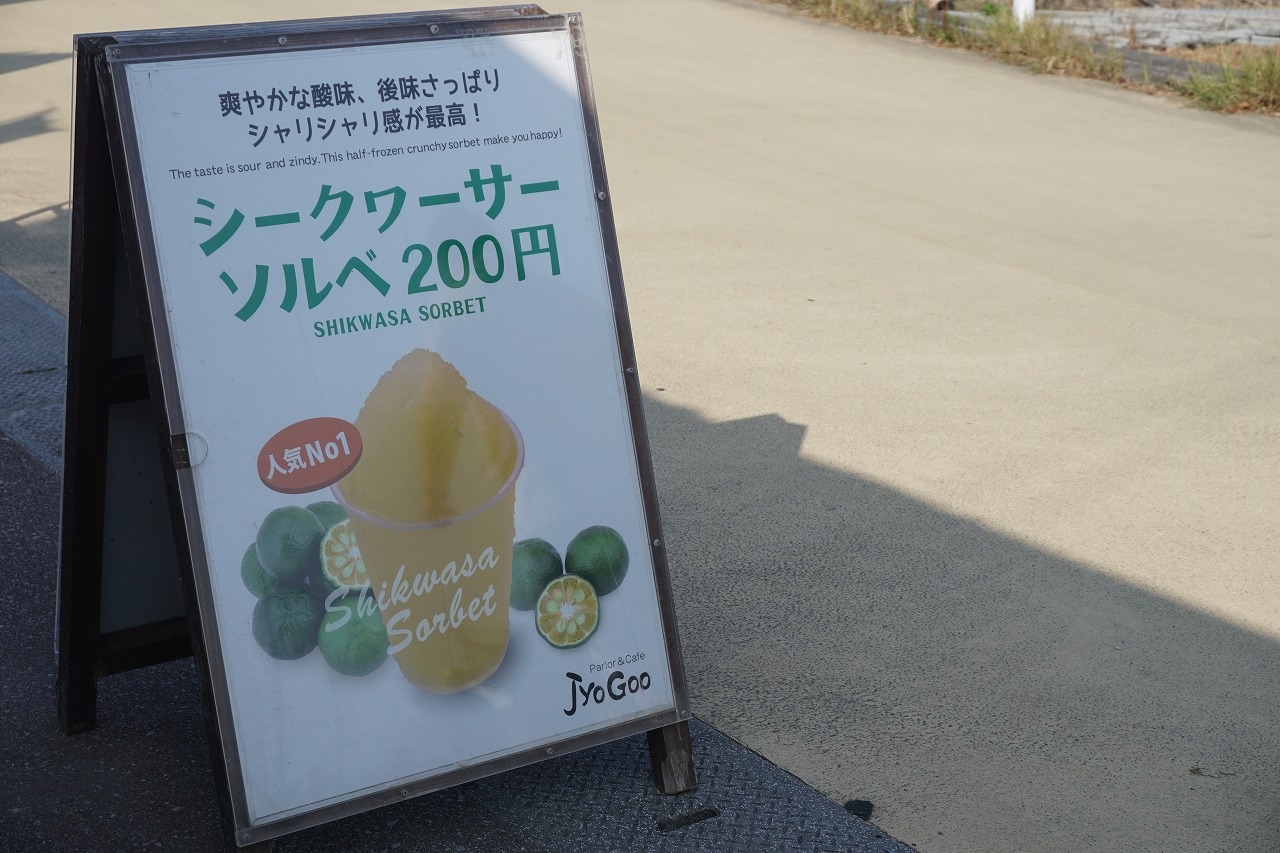 爽やかな酸味、後味さっぱり
シャリシャリ感が最高！
The taste is sour and zindy. This half-frozen crunchy sorbet make you happy!
シークヮーサー
ソルベ 200円
SHIKWASA SORBET
人気No1
Shikwasa
Sorbet
Parlor & Cafe
JyoGoo